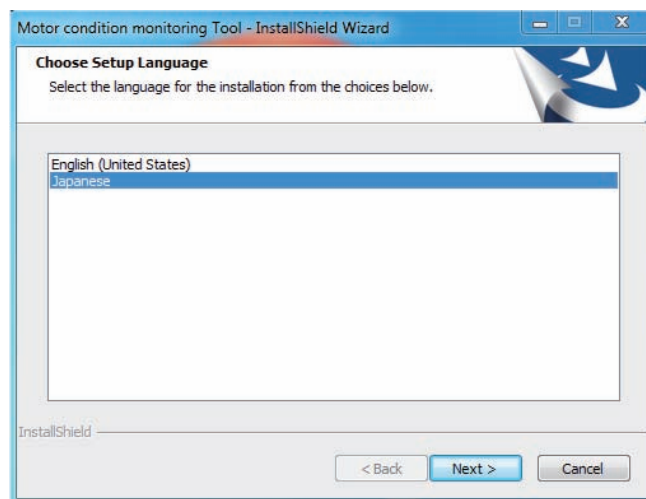 Motor condition monitoring Tool - InstallShield Wizard
Choose Setup Language
Select the language for the installation from the choices below.
English (United States)
Japanese
InstallShield
< Back
Next >
Cancel